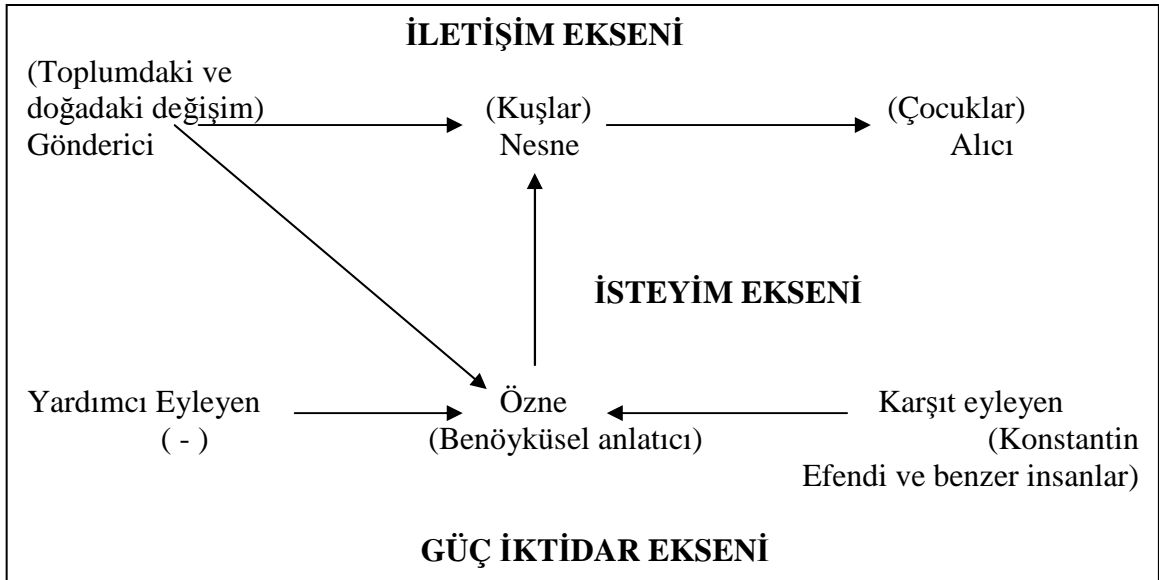 İLETİŞİM EKSENİ
(Toplumdaki ve
doğadaki değişim)
Gönderici
(Kuşlar)
Nesne
(Çocuklar)
Alıcı
İSTEYİM EKSENİ
Yardımcı Eyleyen
( - )
Özne
(Benöyküsel anlatıcı)
Karşıt eyleyen
(Konstantin
Efendi ve benzer insanlar)
GÜÇ İKTİDAR EKSENİ